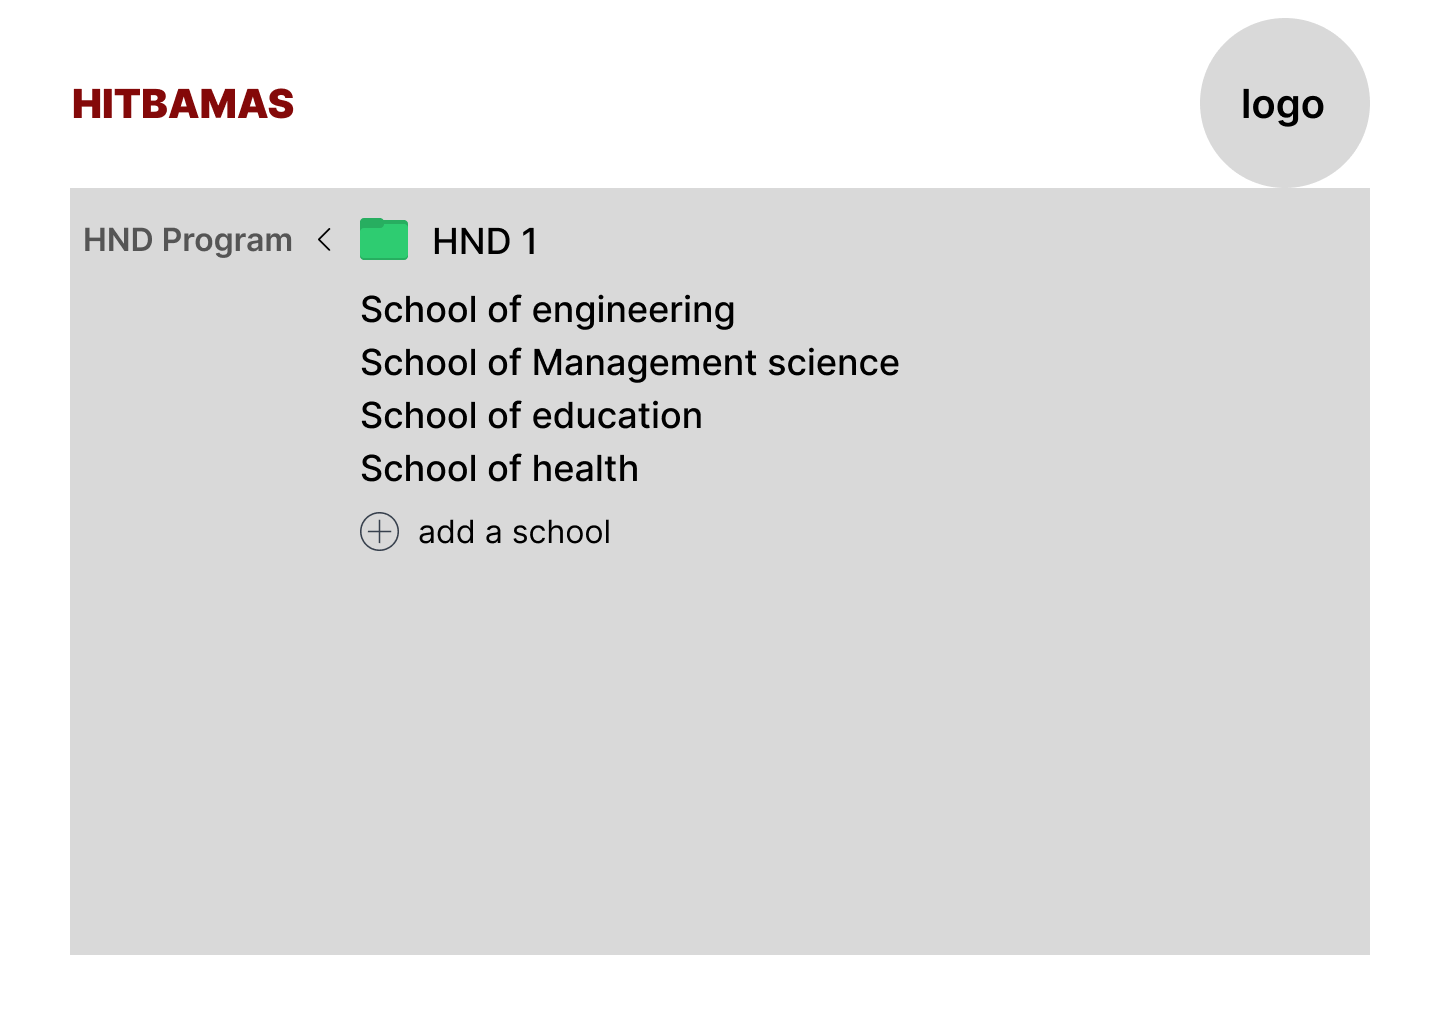 HITBAMAS
logo
HND Program
HND 1
School of engineering
School of Management science
School of education
School of health
add a school